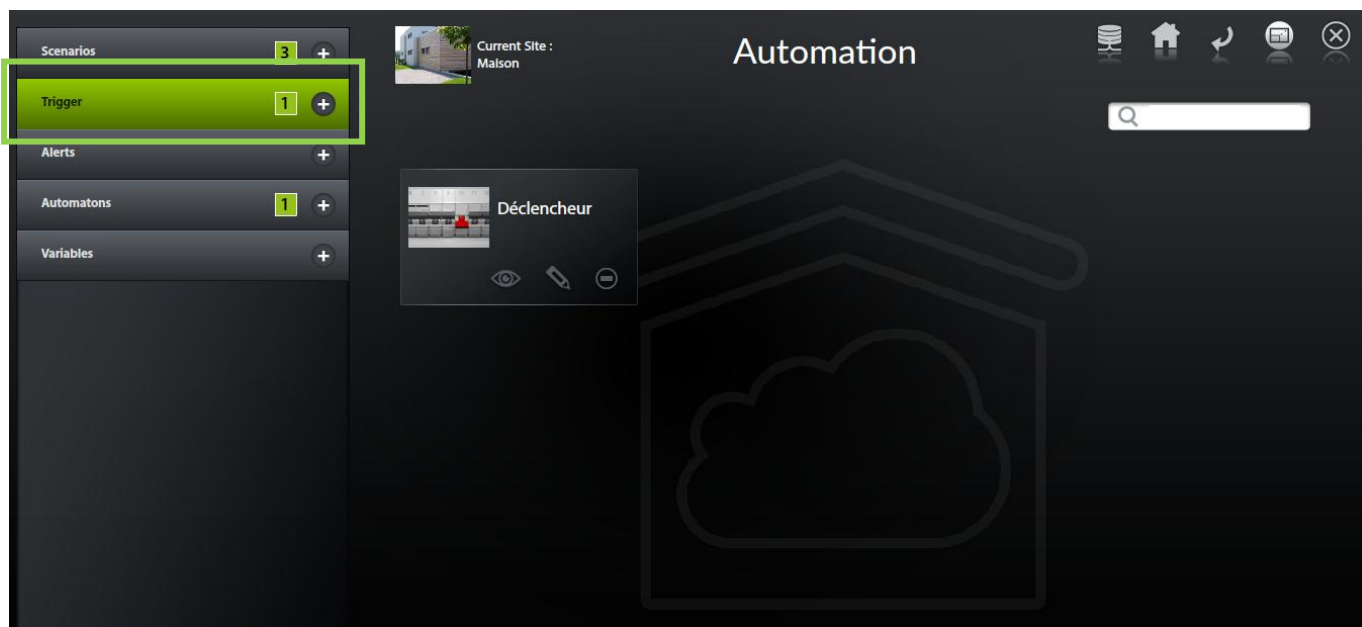 Scenarios
3
+
Trigger
1
+
Alerts
+
Automatons
1
+
Variables
+
Current Site :
Maison
Automation
Déclencheur